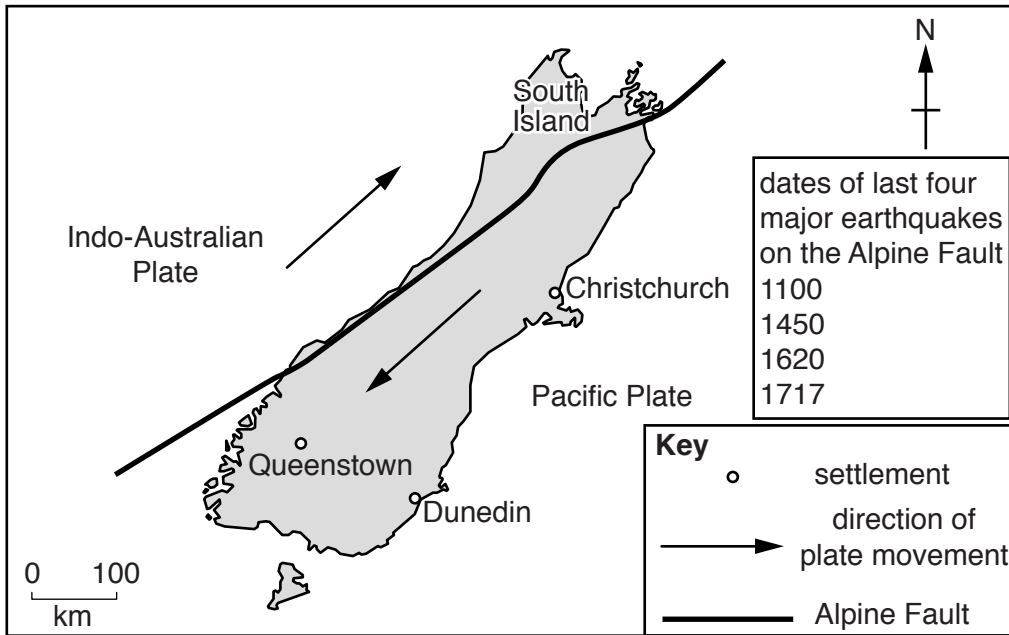 N
South
Island
dates of last four
major earthquakes
on the Alpine Fault
1100
1450
1620
1717
Indo-Australian
Plate
Christchurch
Pacific Plate
Queenstown
Dunedin
0 100
km
Key
settlement
direction of
plate movement
Alpine Fault